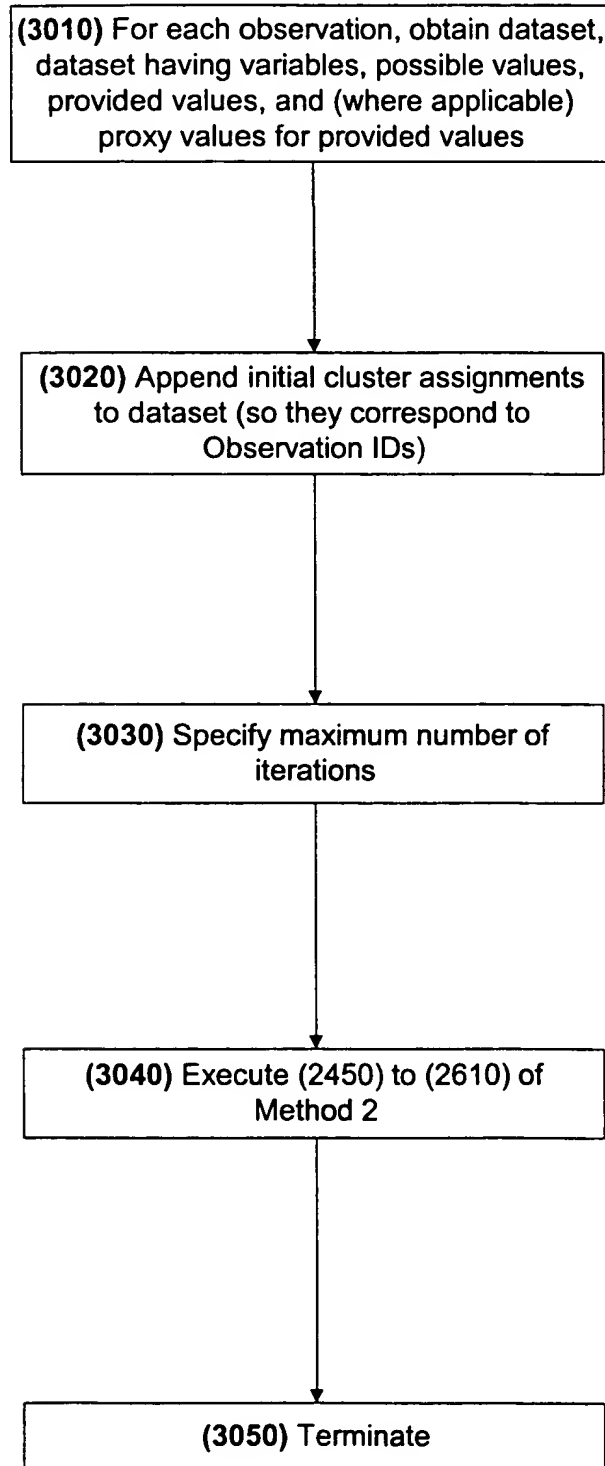 (3010) For each observation, obtain dataset,
dataset having variables, possible values,
provided values, and (where applicable)
proxy values for provided values
(3020) Append initial cluster assignments
to dataset (so they correspond to
Observation IDs)
(3030) Specify maximum number of
iterations
(3040) Execute (2450) to (2610) of
Method 2
(3050) Terminate